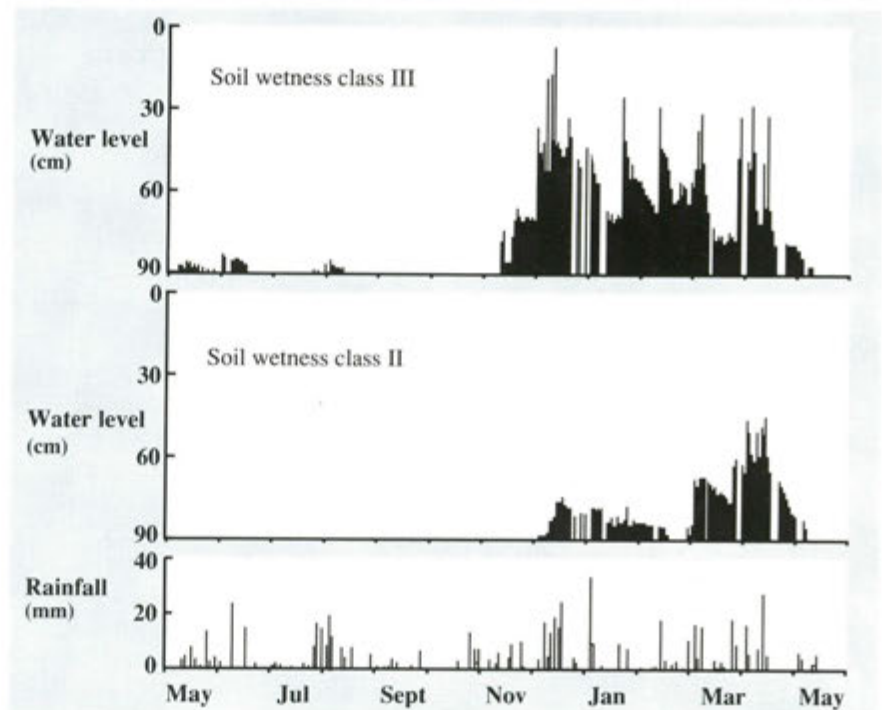 0
Soil wetness class III
30
Water level
(cm)
60
90
0
Soil wetness class II
30
Water level
(cm)
60
90
40
Rainfall
(mm)
20
0
May Jul Sept Nov Jan Mar May